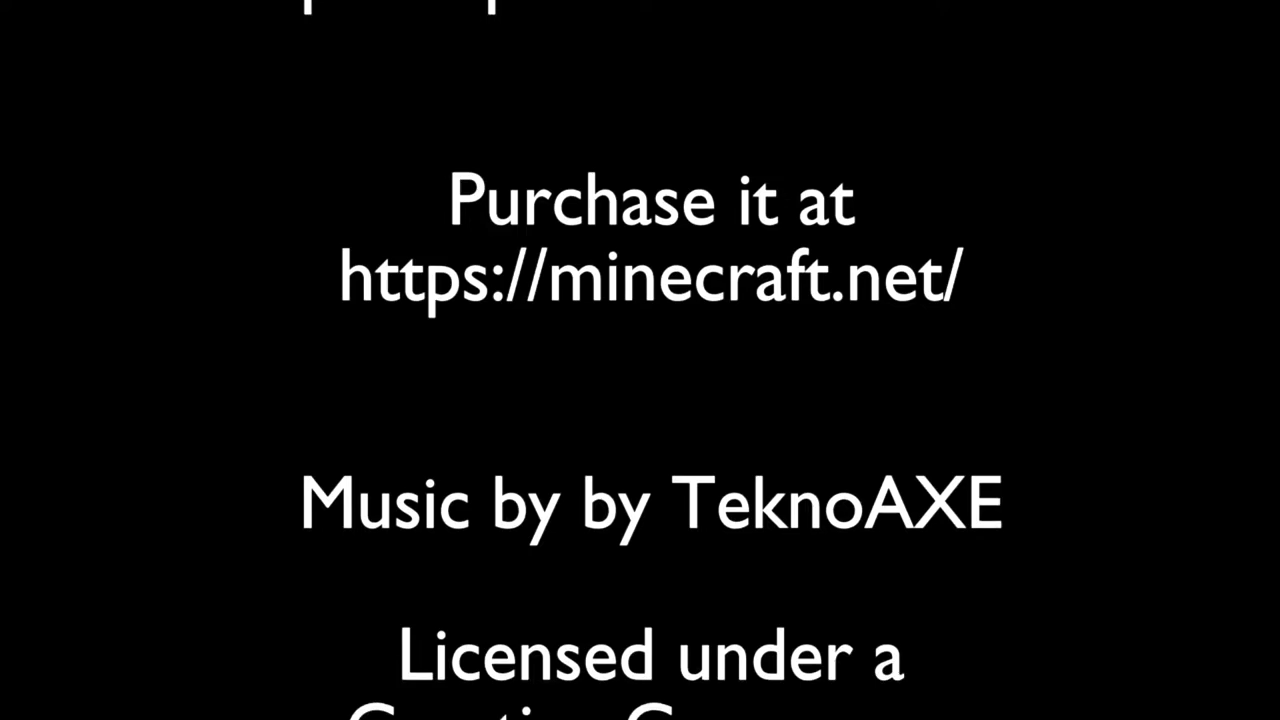 Purchase it at
https://minecraft.net/
Music by by TeknoAXE
Licensed under a